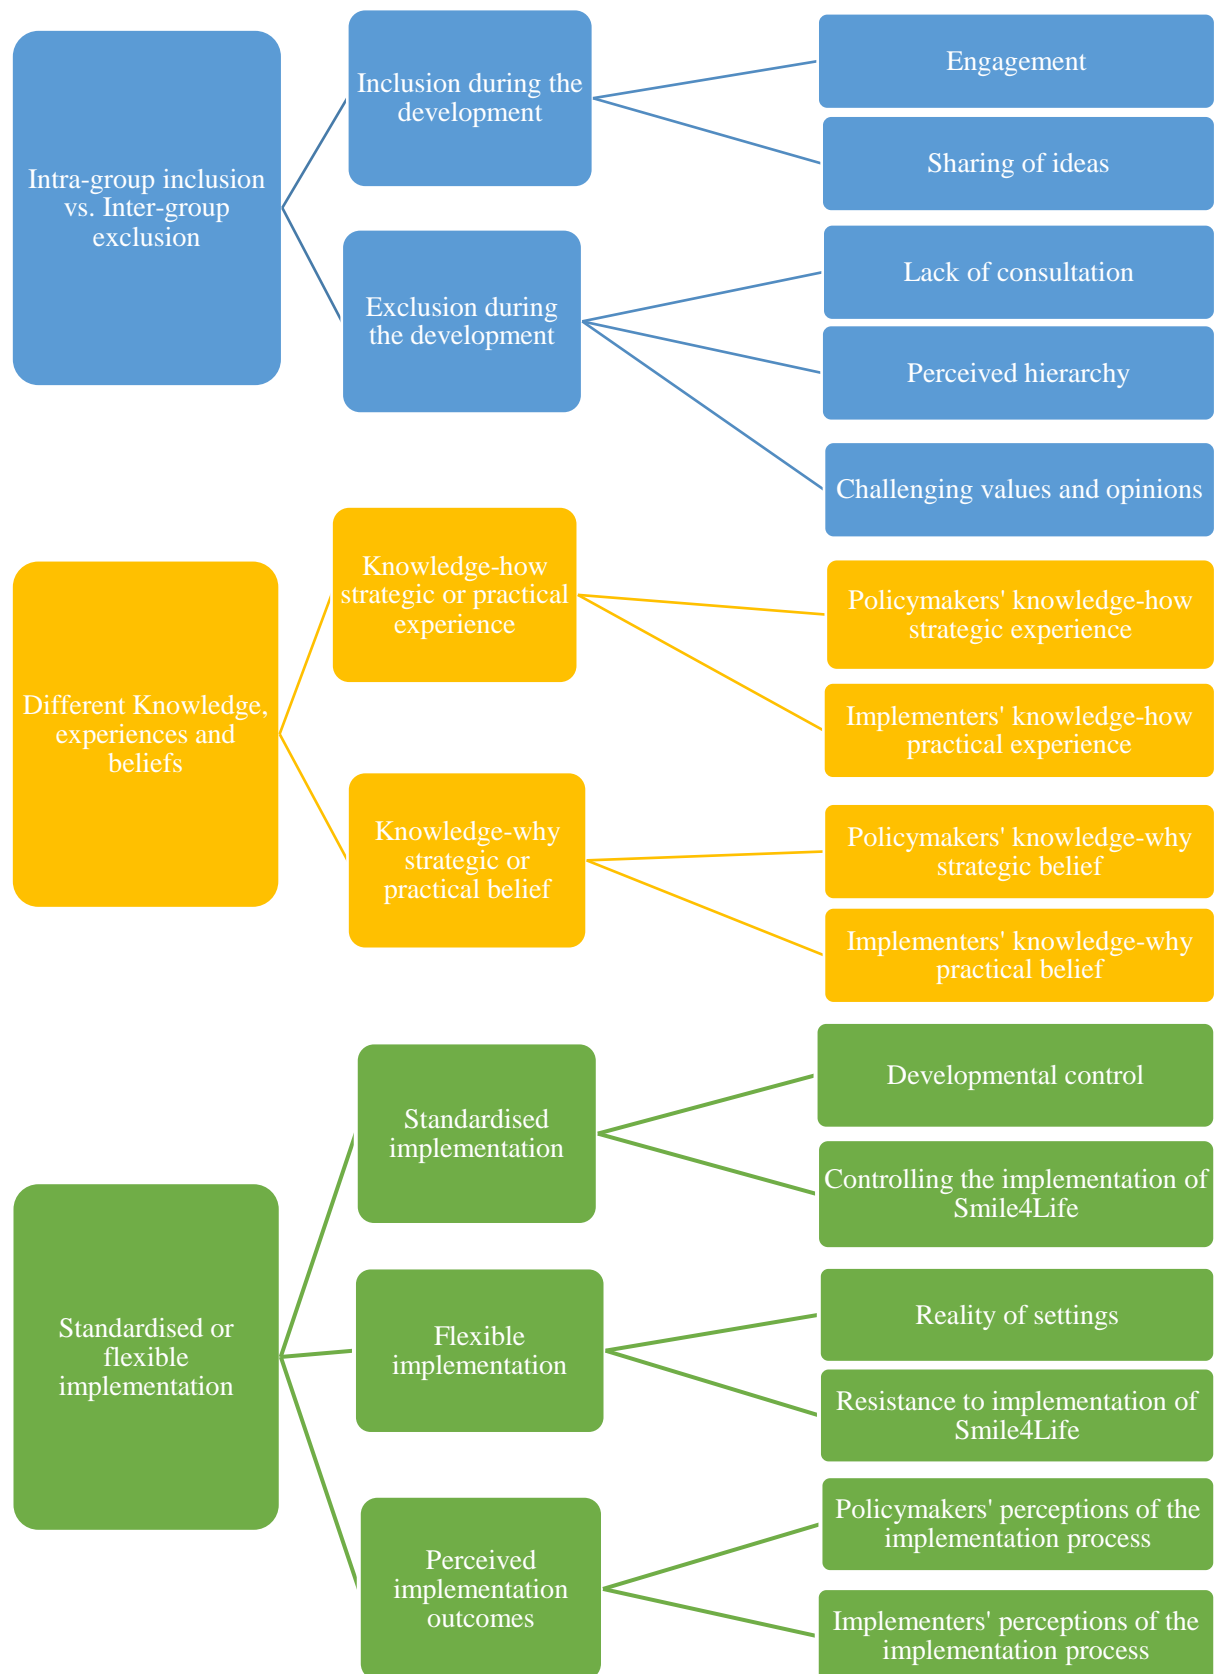 Intra-group inclusion
vs. Inter-group
exclusion
Inclusion during the
development
Engagement
Sharing of ideas
Exclusion during
the development
Lack of consultation
Perceived hierarchy
Challenging values and opinions
Different Knowledge,
experiences and
beliefs
Knowledge-how
strategic or practical
experience
Policymakers' knowledge-how
strategic experience
Implementers' knowledge-how
practical experience
Knowledge-why
strategic or
practical belief
Policymakers' knowledge-why
strategic belief
Implementers' knowledge-why
practical belief
Standardised or
flexible
implementation
Standardised
implementation
Developmental control
Controlling the implementation of
Smile4Life
Flexible
implementation
Reality of settings
Resistance to implementation of
Smile4Life
Perceived
implementation
outcomes
Policymakers' perceptions of the
implementation process
Implementers' perceptions of the
implementation process